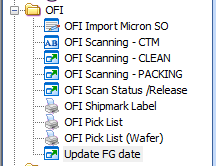 OFI
OFI Import Micron SO
AB
OFI Scanning - CTM
OFI Scanning - CLEAN
OFI Scanning - PACKING
OFI Scan Status /Release
OFI Shipmark Label
OFI Pick List
OFI Pick List (Wafer)
Update FG date